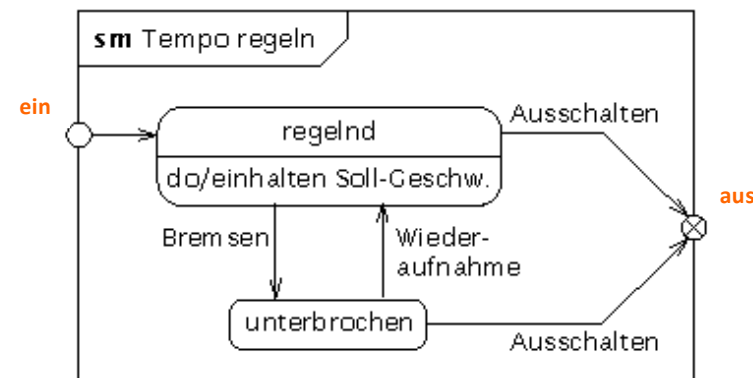 sm Tempo regeln
ein
Ausschalten
regelnd
do/einhalten Soll-Geschw.
aus
Bremsen
Wieder-
aufnahme
unterbrochen
Ausschalten